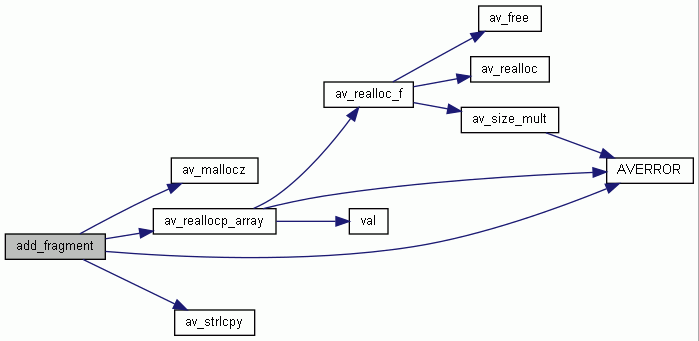 av_free
av_realloc
av_realloc_f
av_size_mult
av_mallocz
AVERROR
av_reallocp_array
val
add_fragment
av_strlcpy